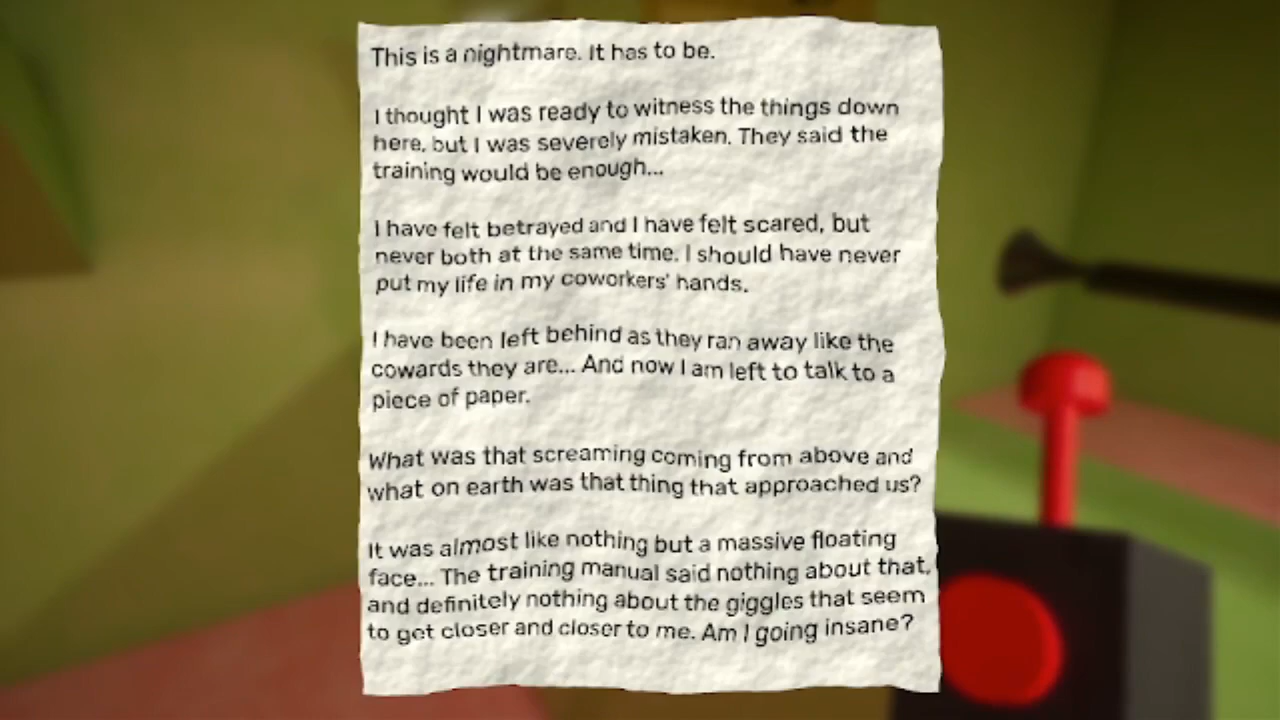 This is a nightmare. It has to be.
I thought I was ready to witness the things down
here, but I was severely mistaken. They said the
training would be enough...
I have felt betrayed and I have felt scared, but
never both at the same time. I should have never
put my life in my coworkers' hands.
I have been left behind as they ran away like the
cowards they are... And now I am left to talk to a
piece of paper.
What was that screaming coming from above and
what on earth was that thing that approached us?
It was almost like nothing but a massive floating
face... The training manual said nothing about that,
and definitely nothing about the giggles that seem
to get closer and closer to me. Am I going insane?